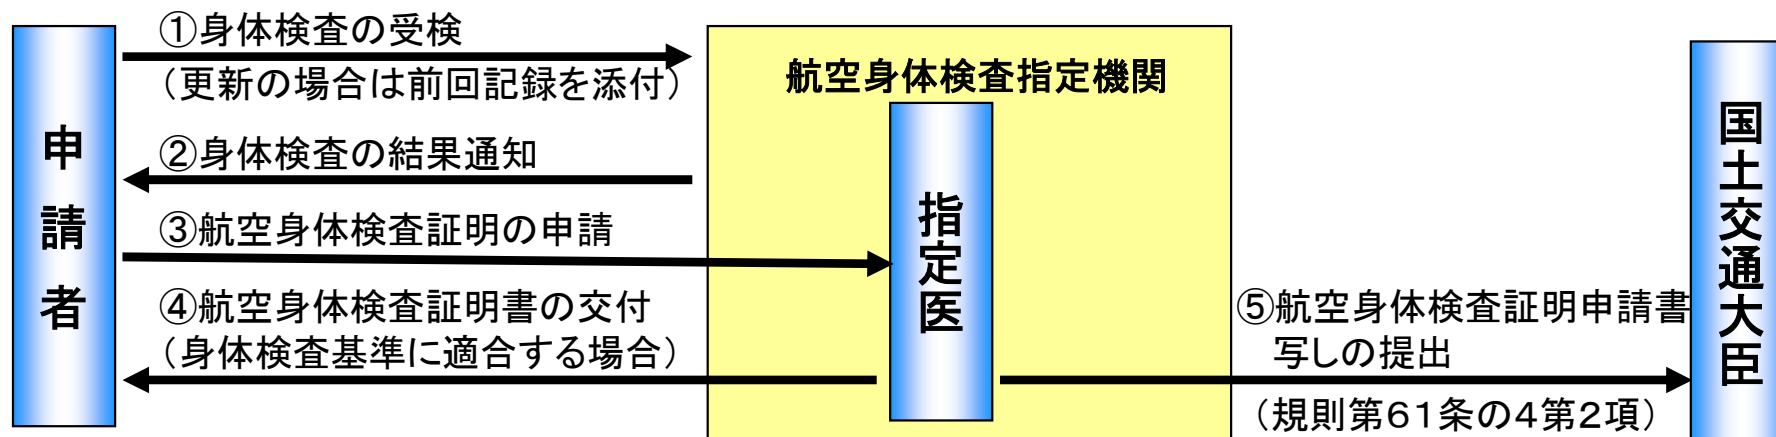 申請者
①身体検査の受検
（更新の場合は前回記録を添付）
②身体検査の結果通知
③航空身体検査証明の申請
④航空身体検査証明書の交付
（身体検査基準に適合する場合）
航空身体検査指定機関
指定医
⑤航空身体検査証明申請書
写しの提出
（規則第６１条の４第２項）
国土交通大臣